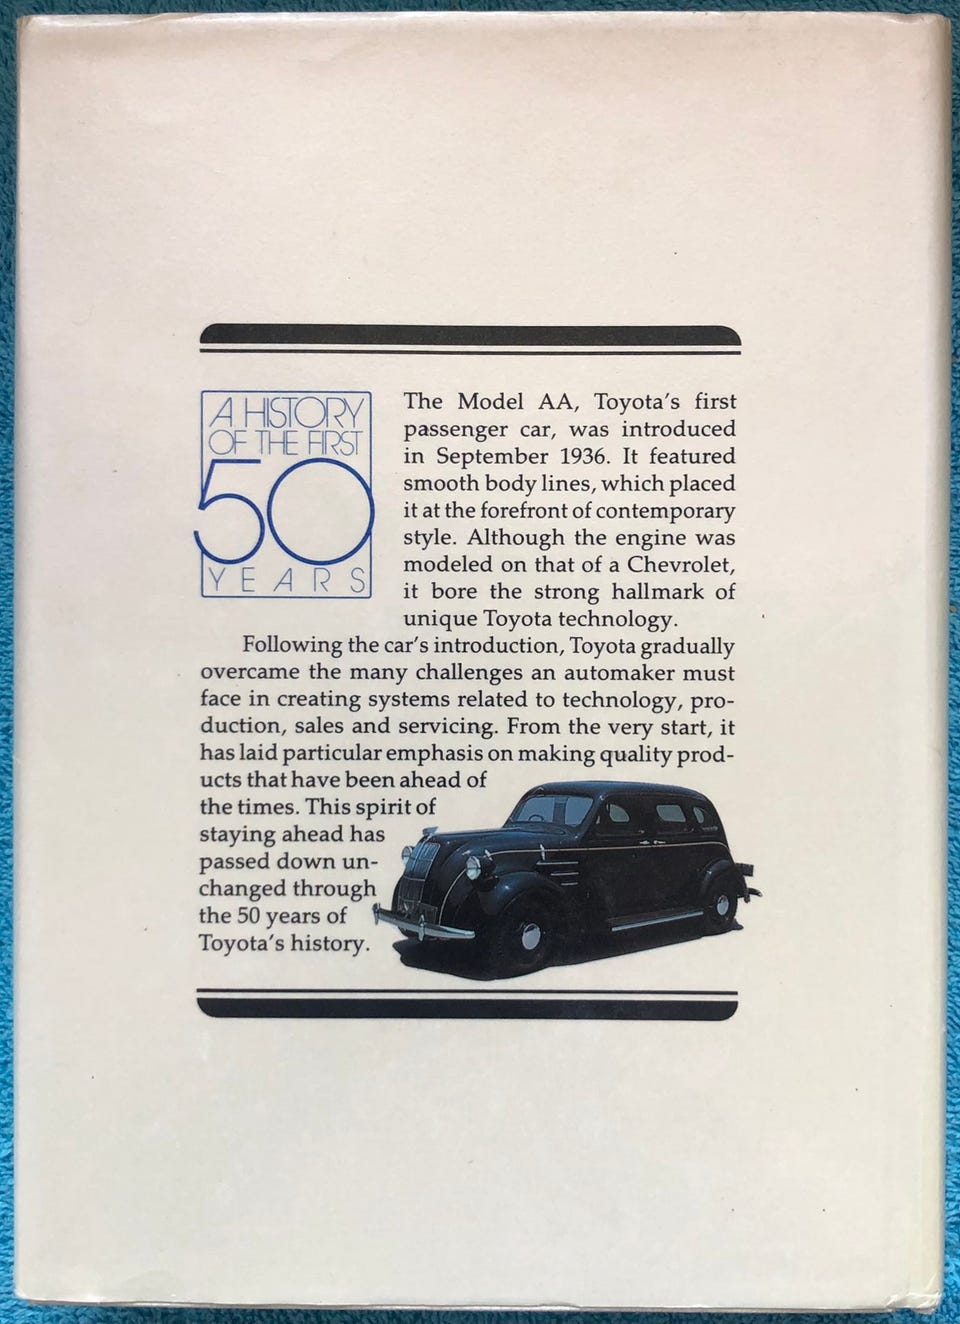 A HISTORY
OF THE FIRST
50
YEARS
The Model AA, Toyota's first
passenger car, was introduced
in September 1936. It featured
smooth body lines, which placed
it at the forefront of contemporary
style. Although the engine was
modeled on that of a Chevrolet,
it bore the strong hallmark of
unique Toyota technology.
Following the car's introduction, Toyota gradually
overcame the many challenges an automaker must
face in creating systems related to technology, pro-
duction, sales and servicing. From the very start, it
has laid particular emphasis on making quality prod-
ucts that have been ahead of
the times. This spirit of
staying ahead has
passed down un-
changed through
the 50 years of
Toyota's history.